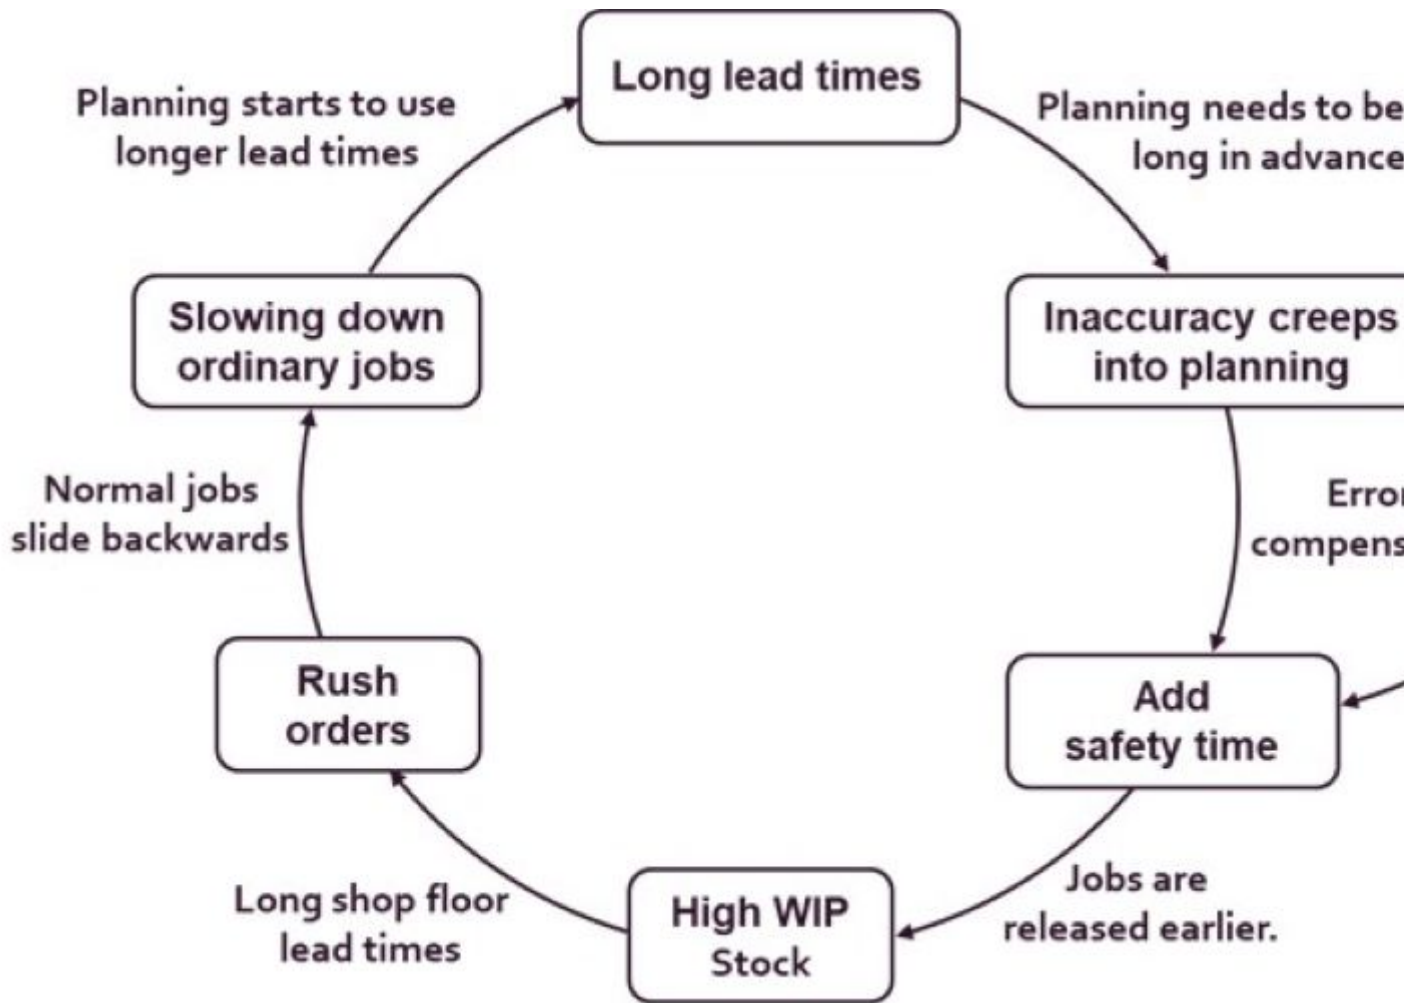 Long lead times
Planning starts to use
longer lead times
Planning needs to be
long in advance
Slowing down
ordinary jobs
Inaccuracy creeps
into planning
Normal jobs
slide backwards
Error
compens
Rush
orders
Add
safety time
Long shop floor
lead times
High WIP
Stock
Jobs are
released earlier.